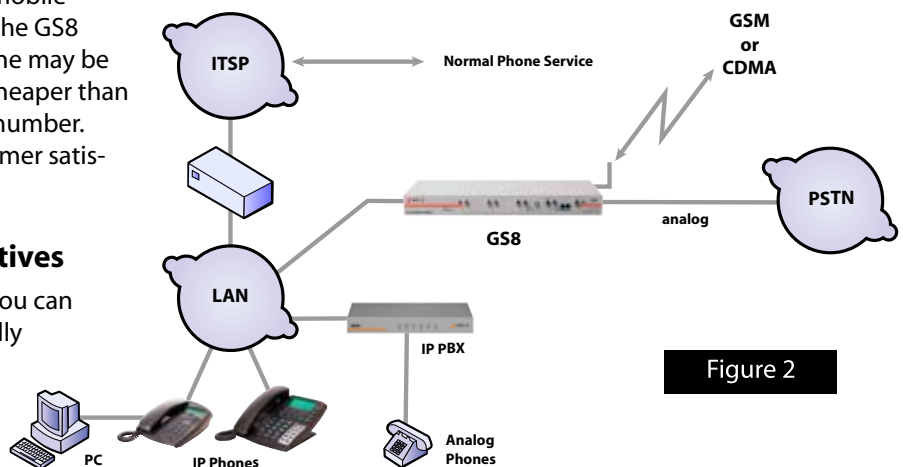 mobile
he GS8
ne may be
heaper than
number.
mer satis-
tives
ou can
lly
ITSP
Normal Phone Service
GSM
or
CDMA
GS8
analog
PSTN
LAN
IP PBX
Figure 2
PC
IP Phones
Analog
Phones